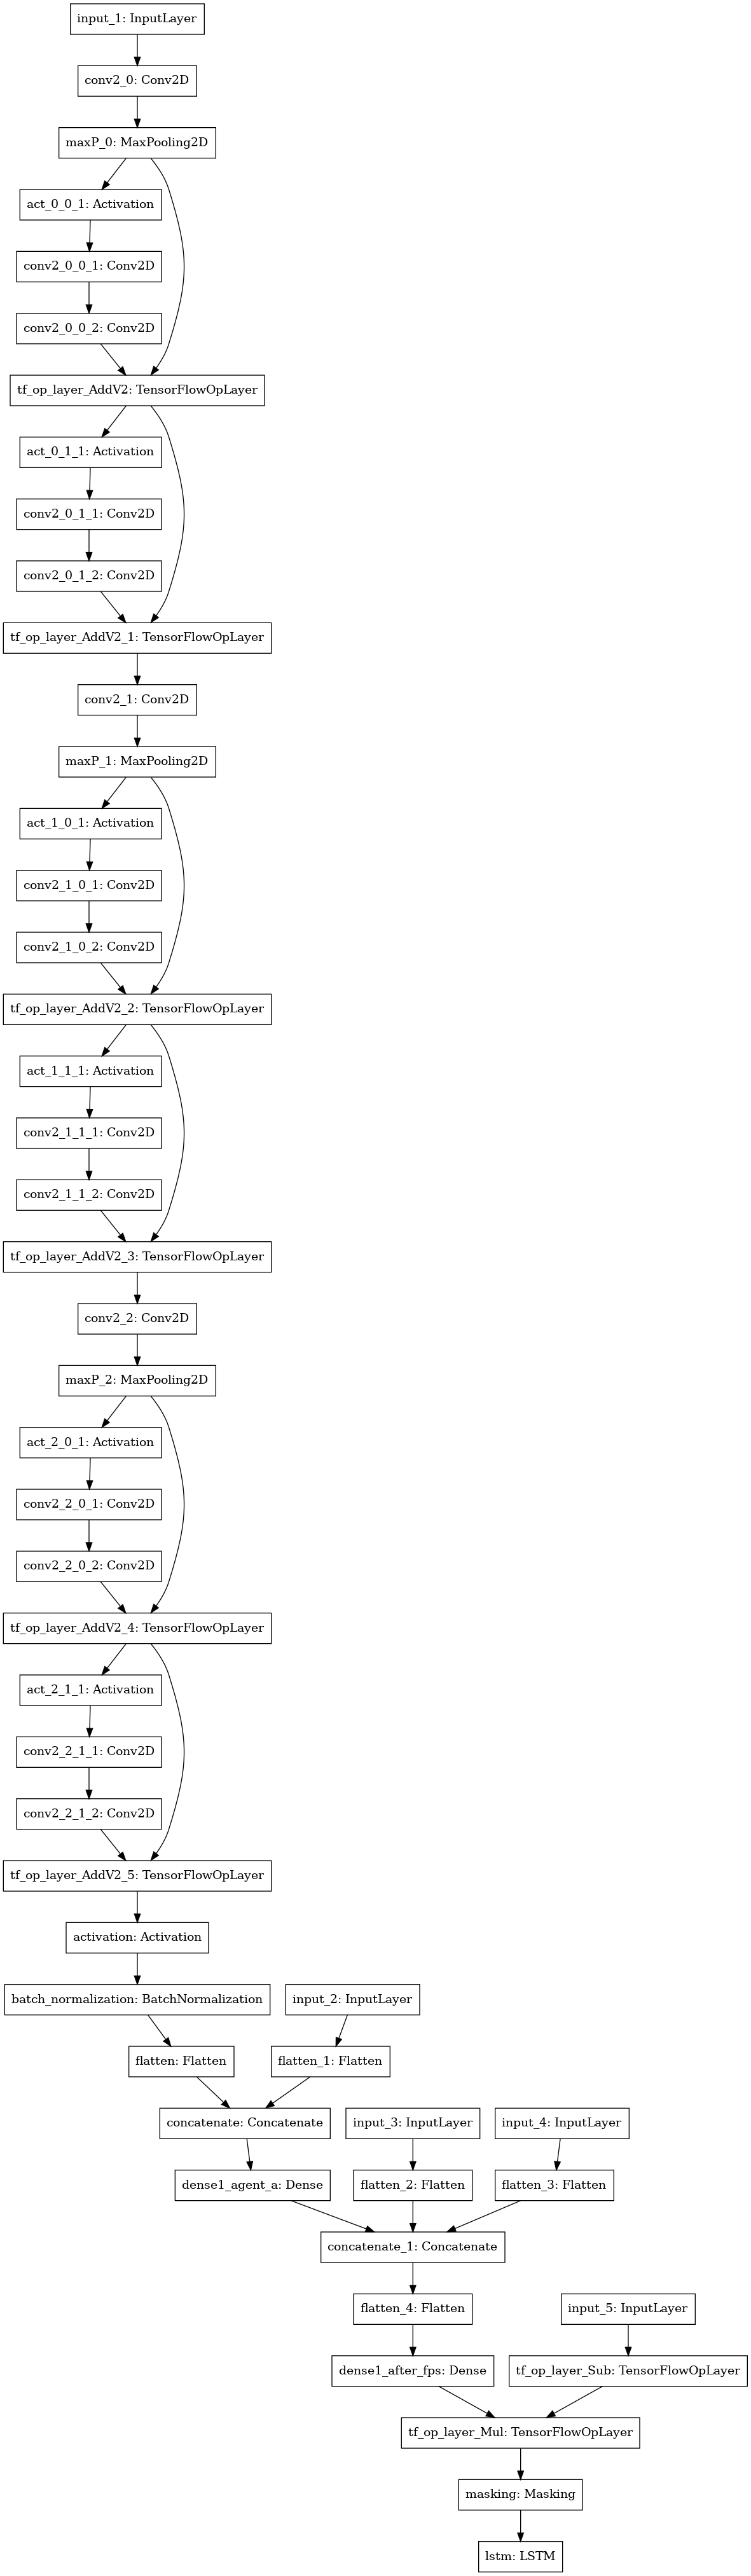 input_1: InputLayer
conv2_0: Conv2D
maxP_0: MaxPooling2D
act_0_0_1: Activation
conv2_0_0_1: Conv2D
conv2_0_0_2: Conv2D
tf_op_layer_AddV2: TensorFlowOpLayer
act_0_1_1: Activation
conv2_0_1_1: Conv2D
conv2_0_1_2: Conv2D
tf_op_layer_AddV2_1: TensorFlowOpLayer
conv2_1: Conv2D
maxP_1: MaxPooling2D
act_1_0_1: Activation
conv2_1_0_1: Conv2D
conv2_1_0_2: Conv2D
tf_op_layer_AddV2_2: TensorFlowOpLayer
act_1_1_1: Activation
conv2_1_1_1: Conv2D
conv2_1_1_2: Conv2D
tf_op_layer_AddV2_3: TensorFlowOpLayer
conv2_2: Conv2D
maxP_2: MaxPooling2D
act_2_0_1: Activation
conv2_2_0_1: Conv2D
conv2_2_0_2: Conv2D
tf_op_layer_AddV2_4: TensorFlowOpLayer
act_2_1_1: Activation
conv2_2_1_1: Conv2D
conv2_2_1_2: Conv2D
tf_op_layer_AddV2_5: TensorFlowOpLayer
activation: Activation
batch_normalization: BatchNormalization
input_2: InputLayer
flatten: Flatten
flatten_1: Flatten
concatenate: Concatenate
input_3: InputLayer
input_4: InputLayer
dense1_agent_a: Dense
flatten_2: Flatten
flatten_3: Flatten
concatenate_1: Concatenate
flatten_4: Flatten
input_5: InputLayer
dense1_after_fps: Dense
tf_op_layer_Sub: TensorFlowOpLayer
tf_op_layer_Mul: TensorFlowOpLayer
masking: Masking
lstm: LSTM